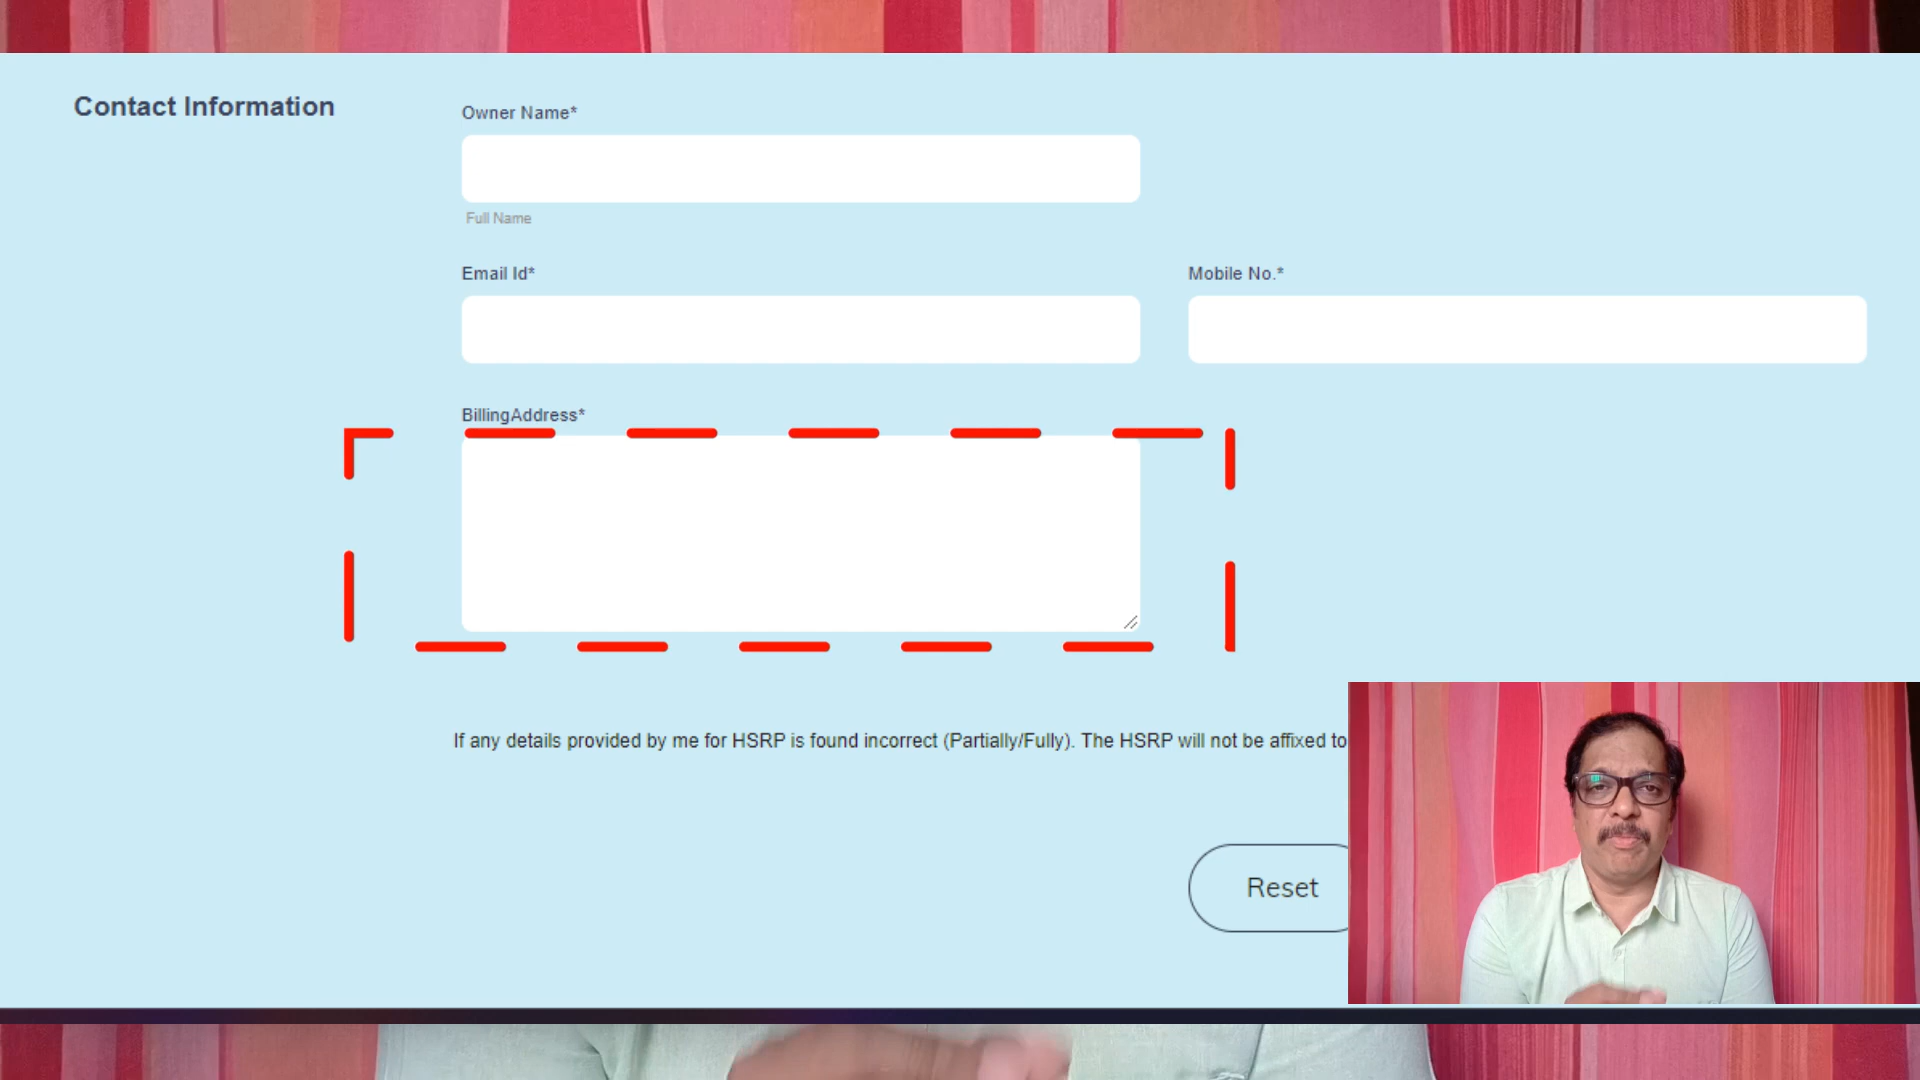 Contact Information
Owner Name*
Full Name
Email Id*
Mobile No.*
BillingAddress*
If any details provided by me for HSRP is found incorrect (Partially/Fully). The HSRP will not be affixed to
Reset